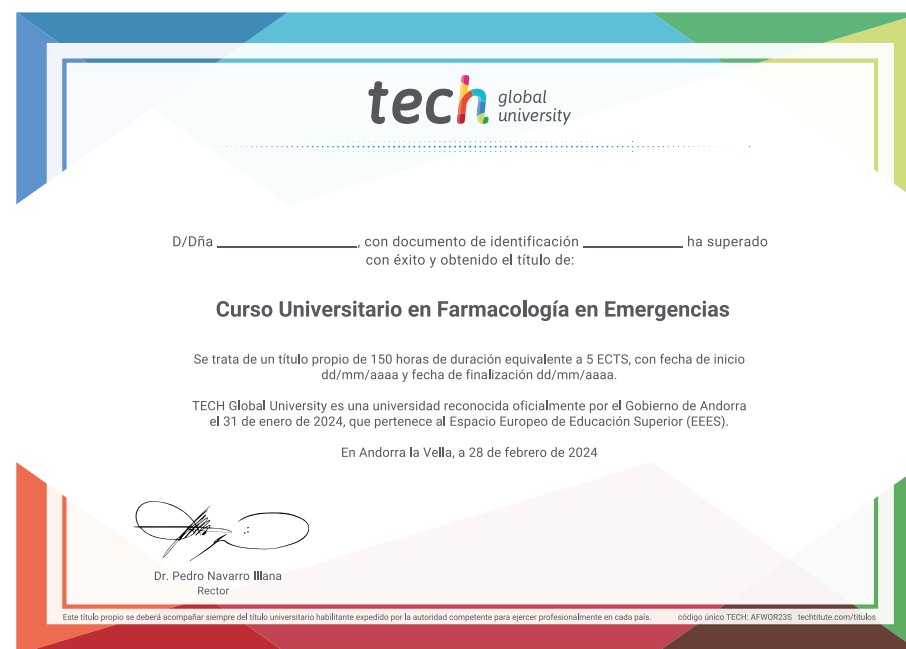 tech global
university
D/Dña ____________________, con documento de identificación ______________ ha superado
con éxito y obtenido el título de:
Curso Universitario en Farmacología en Emergencias
Se trata de un título propio de 150 horas de duración equivalente a 5 ECTS, con fecha de inicio
dd/mm/aaaa y fecha de finalización dd/mm/aaaa.
TECH Global University es una universidad reconocida oficialmente por el Gobierno de Andorra
el 31 de enero de 2024, que pertenece al Espacio Europeo de Educación Superior (EEES).
En Andorra la Vella, a 28 de febrero de 2024
Dr. Pedro Navarro Illana
Rector
Este título propio se deberá acompañar siempre del título universitario habilitante expedido por la autoridad competente para ejercer profesionalmente en cada país. código único TECH: AFWOR23S techtitute.com/titulos